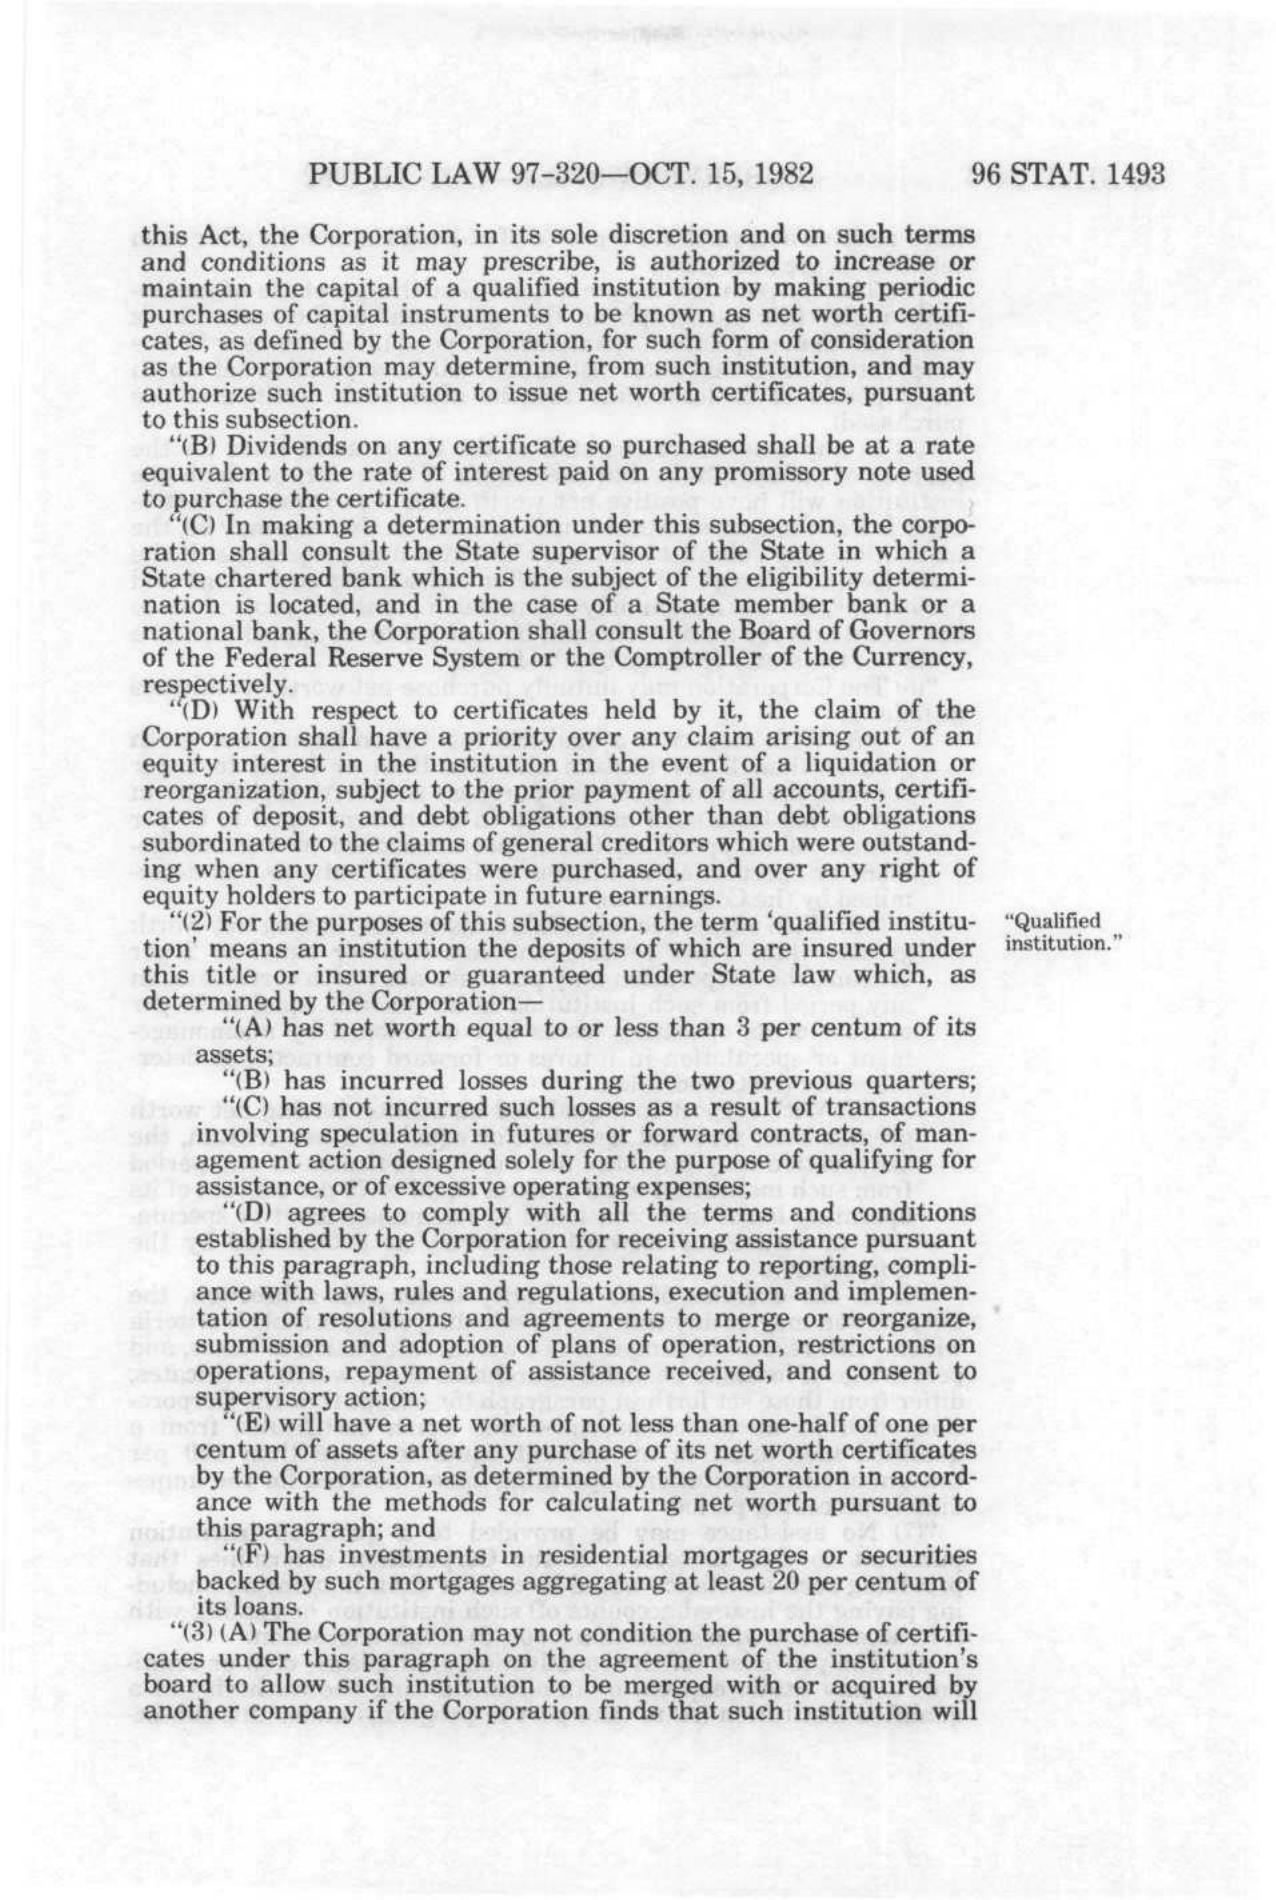 PUBLIC LAW 97-320—OCT. 15, 1982 96 STAT. 1493
this Act, the Corporation, in its sole discretion and on such terms
and conditions as it may prescribe, is authorized to increase or
maintain the capital of a qualified institution by making periodic
purchases of capital instruments to be known as net worth certifi-
cates, as defined by the Corporation, for such form of consideration
as the Corporation may determine, from such institution, and may
authorize such institution to issue net worth certificates, pursuant
to this subsection.
“(B) Dividends on any certificate so purchased shall be at a rate
equivalent to the rate of interest paid on any promissory note used
to purchase the certificate.
“(C) In making a determination under this subsection, the corpo-
ration shall consult the State supervisor of the State in which a
State chartered bank which is the subject of the eligibility determi-
nation is located, and in the case of a State member bank or a
national bank, the Corporation shall consult the Board of Governors
of the Federal Reserve System or the Comptroller of the Currency,
respectively.
“(D) With respect to certificates held by it, the claim of the
Corporation shall have a priority over any claim arising out of an
equity interest in the institution in the event of a liquidation or
reorganization, subject to the prior payment of all accounts, certifi-
cates of deposit, and debt obligations other than debt obligations
subordinated to the claims of general creditors which were outstand-
ing when any certificates were purchased, and over any right of
equity holders to participate in future earnings.
“(2) For the purposes of this subsection, the term ‘qualified institu-
tion’ means an institution the deposits of which are insured under
this title or insured or guaranteed under State law which, as
determined by the Corporation—
“Qualified
institution.”
“(A) has net worth equal to or less than 3 per centum of its
assets;
“(B) has incurred losses during the two previous quarters;
“(C) has not incurred such losses as a result of transactions
involving speculation in futures or forward contracts, of man-
agement action designed solely for the purpose of qualifying for
assistance, or of excessive operating expenses;
“(D) agrees to comply with all the terms and conditions
established by the Corporation for receiving assistance pursuant
to this paragraph, including those relating to reporting, compli-
ance with laws, rules and regulations, execution and implemen-
tation of resolutions and agreements to merge or reorganize,
submission and adoption of plans of operation, restrictions on
operations, repayment of assistance received, and consent to
supervisory action;
“(E) will have a net worth of not less than one-half of one per
centum of assets after any purchase of its net worth certificates
by the Corporation, as determined by the Corporation in accord-
ance with the methods for calculating net worth pursuant to
this paragraph; and
“(F) has investments in residential mortgages or securities
backed by such mortgages aggregating at least 20 per centum of
its loans.
“(3) (A) The Corporation may not condition the purchase of certifi-
cates under this paragraph on the agreement of the institution’s
board to allow such institution to be merged with or acquired by
another company if the Corporation finds that such institution will